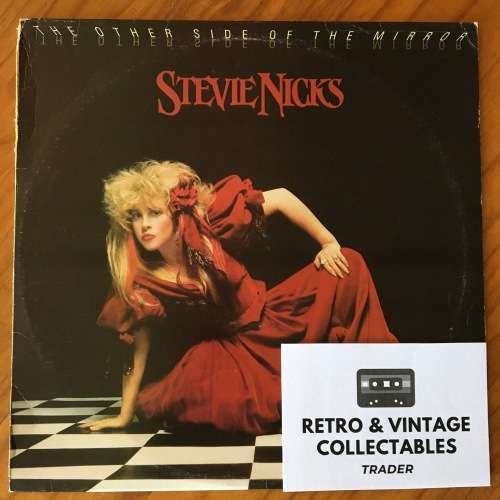 THE OTHER SIDE OF THE MIRROR
STEVIE NICKS
RETRO & VINTAGE
COLLECTABLES
TRADER